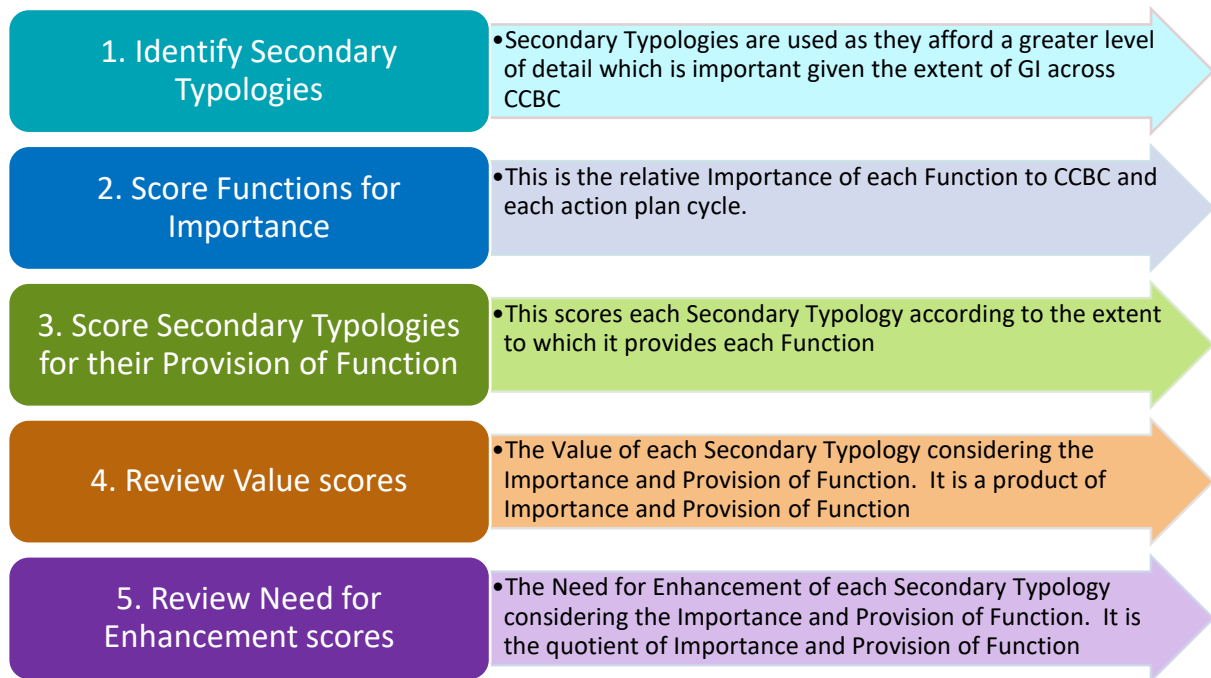 1. Identify Secondary
Typologies
•Secondary Typologies are used as they afford a greater level
of detail which is important given the extent of GI across
CCBC
2. Score Functions for
Importance
•This is the relative Importance of each Function to CCBC and
each action plan cycle.
3. Score Secondary Typologies
for their Provision of Function
•This scores each Secondary Typology according to the extent
to which it provides each Function
4. Review Value scores
•The Value of each Secondary Typology considering the
Importance and Provision of Function.  It is a product of
Importance and Provision of Function
5. Review Need for
Enhancement scores
•The Need for Enhancement of each Secondary Typology
considering the Importance and Provision of Function.  It is
the quotient of Importance and Provision of Function